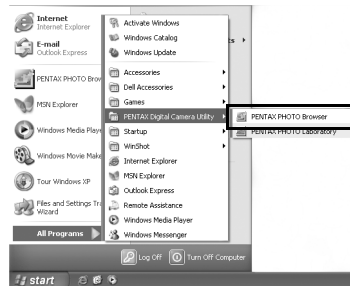 Internet
Internet Explorer
E-mail
Outlook Express
PENTAX PHOTO Brow
MSN Explorer
Windows Media Playe
Windows Movie Make
Tour Windows XP
Files and Settings Tra
Wizard
All Programs
Activate Windows
Windows Catalog
Windows Update
Accessories
Dell Accessories
Games
PENTAX Digital Camera Utility
Startup
WinShot
Internet Explorer
MSN Explorer
Outlook Express
Remote Assistance
Windows Media Player
Windows Messenger
s
PENTAX PHOTO Browser
PENTAX PHOTO Laboratory
Log Off
Turn Off Computer
start